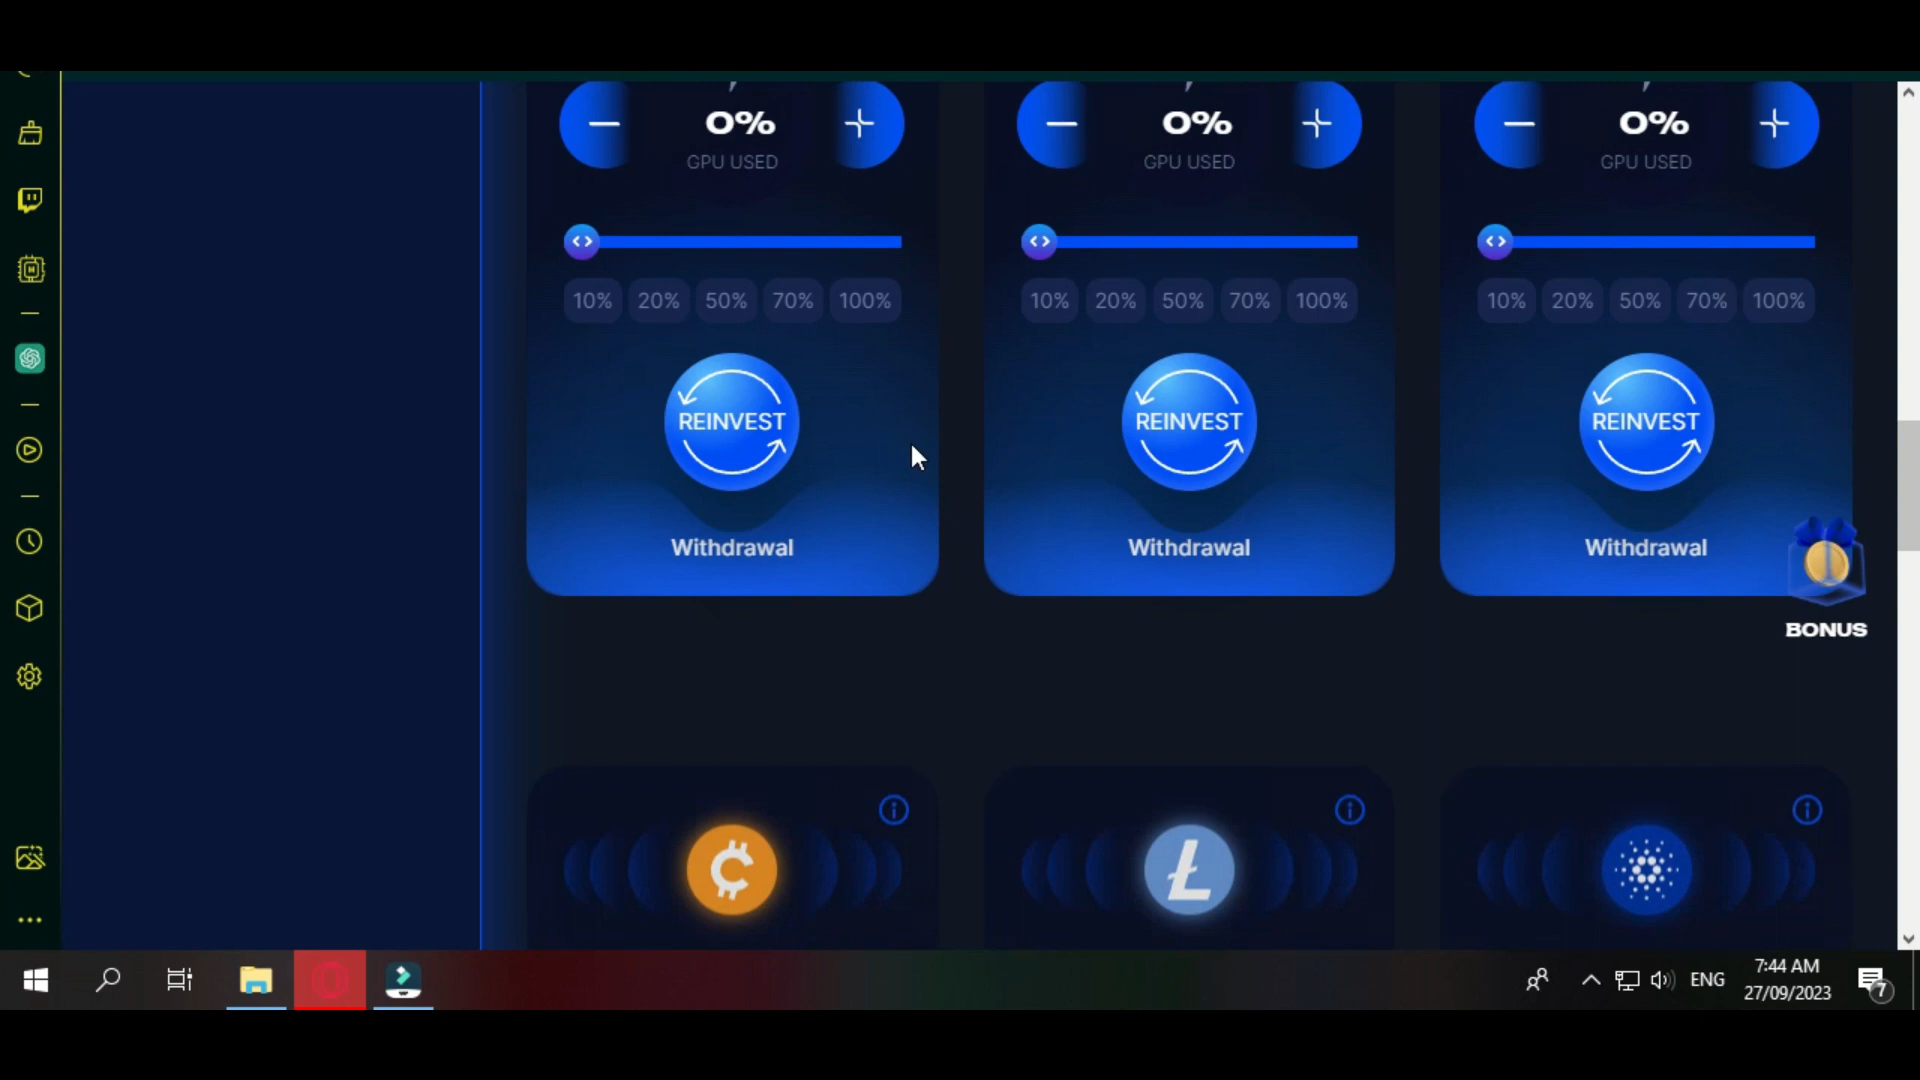 0% 0% 0%
GPU USED GPU USED GPU USED
10% 20% 50% 70% 100% 10% 20% 50% 70% 100% 10% 20% 50% 70% 100%
REINVEST REINVEST REINVEST
Withdrawal Withdrawal Withdrawal
BONUS
ENG
7:44 AM
27/09/2023
7